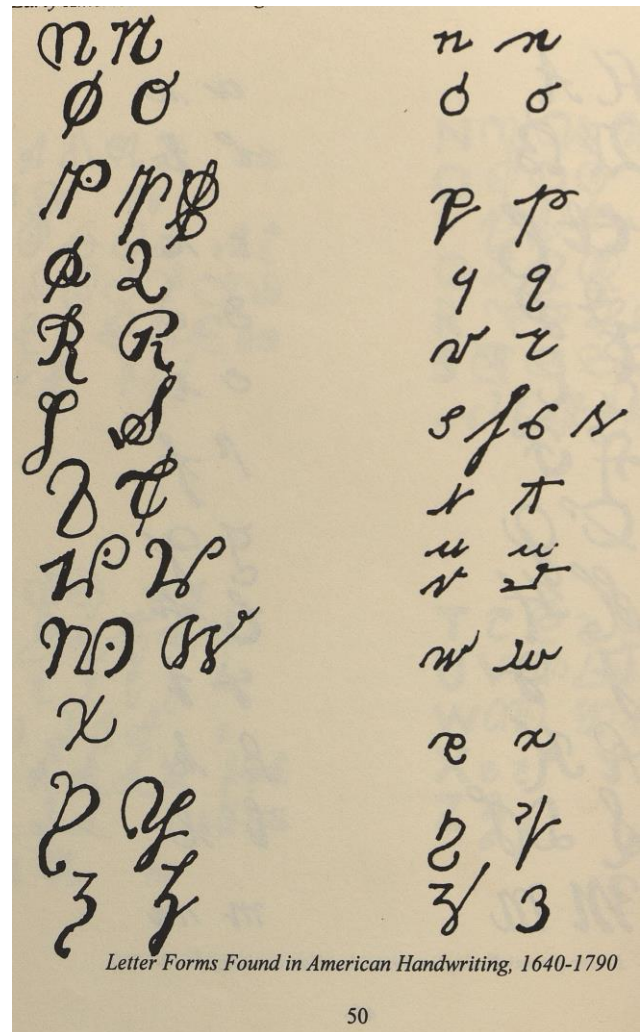 N N n n
O O o o
P P P p p
Q Q q q
R R r r
S S s s s s
T T t t
u u
V V v v
W W w w
X x x
Y Y y y
Z Z z z
Letter Forms Found in American Handwriting, 1640-1790
50